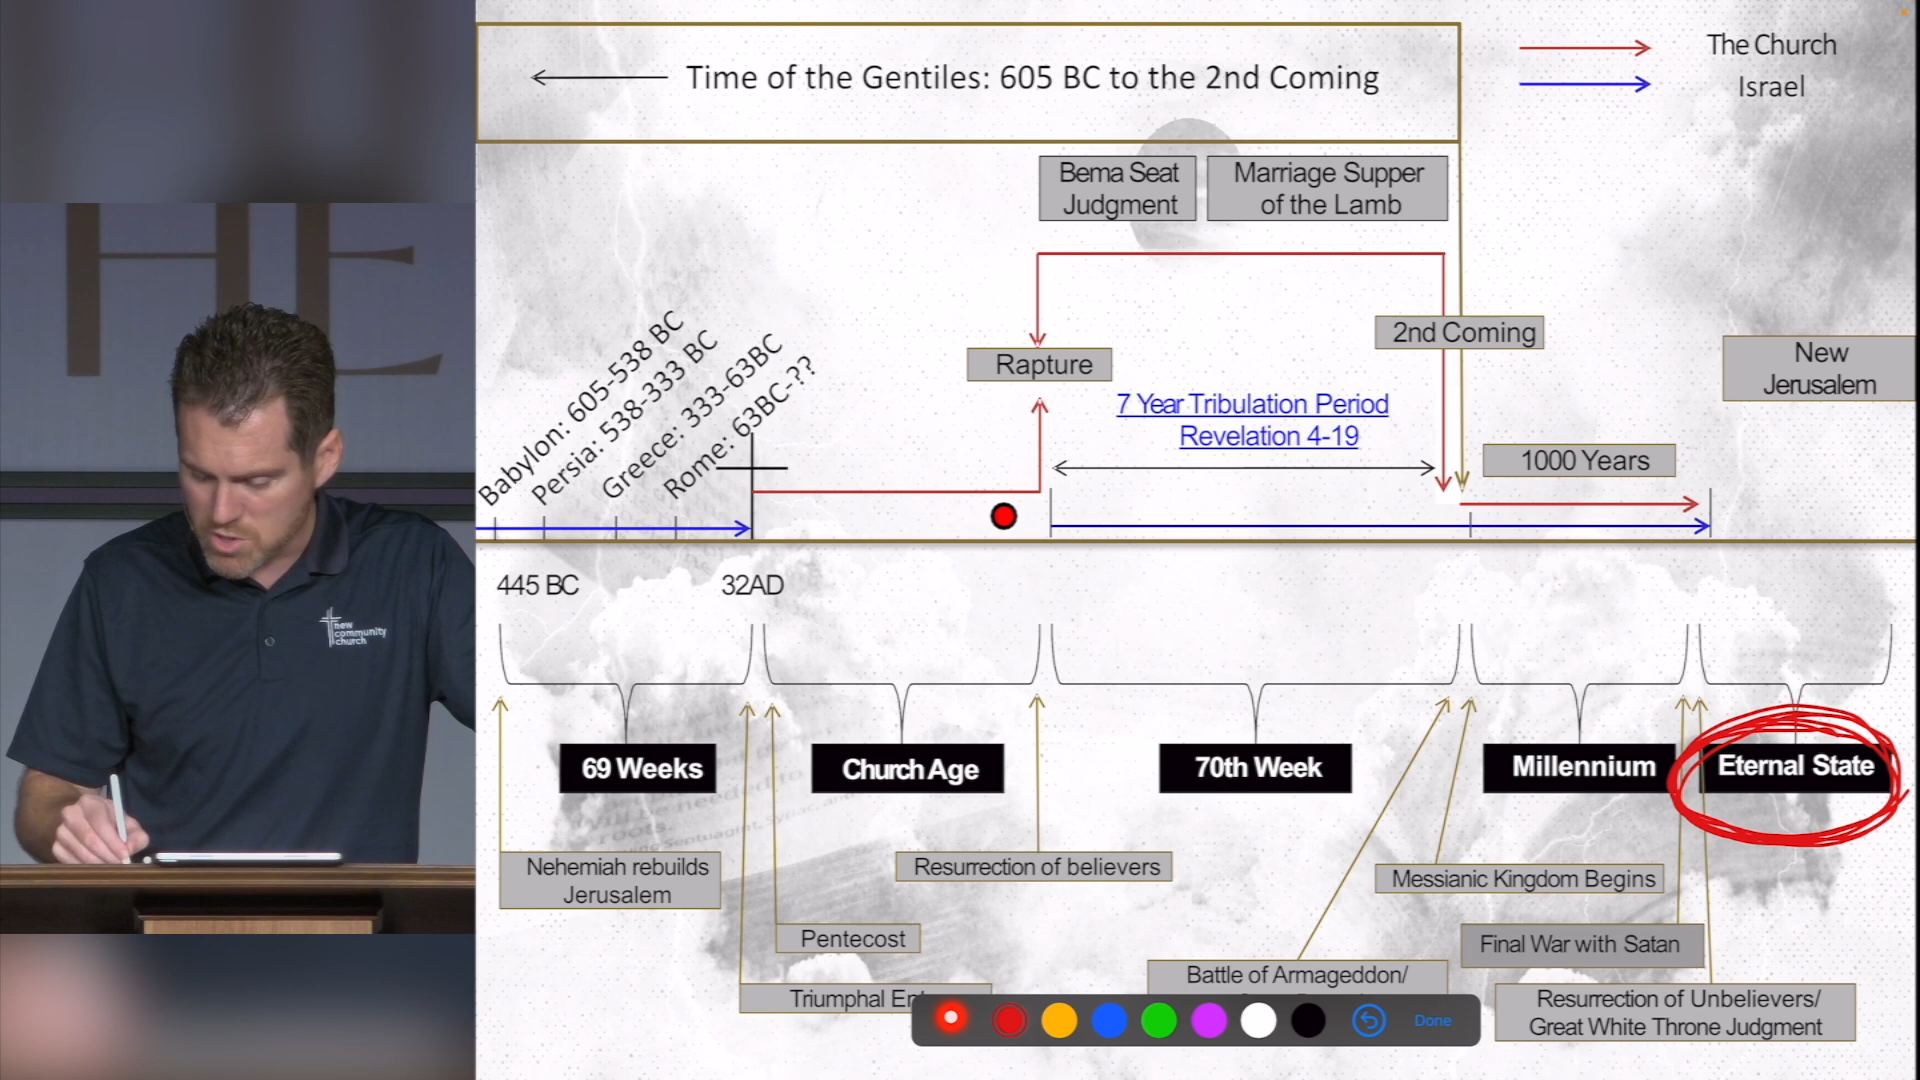 HE
new
community
church
Time of the Gentiles: 605 BC to the 2nd Coming
The Church
Israel
Bema Seat
Judgment
Marriage Supper
of the Lamb
Babylon: 605-538 BC
Persia: 538-333 BC
Greece: 333-63BC
Rome: 63BC-??
Rapture
2nd Coming
New
Jerusalem
7 Year Tribulation Period
Revelation 4-19
1000 Years
445 BC
32AD
69 Weeks
Church Age
70th Week
Millennium
Eternal State
Nehemiah rebuilds
Jerusalem
Resurrection of believers
Messianic Kingdom Begins
Pentecost
Final War with Satan
Triumphal
Battle of Armageddon/
Resurrection of Unbelievers/
Great White Throne Judgment
Done